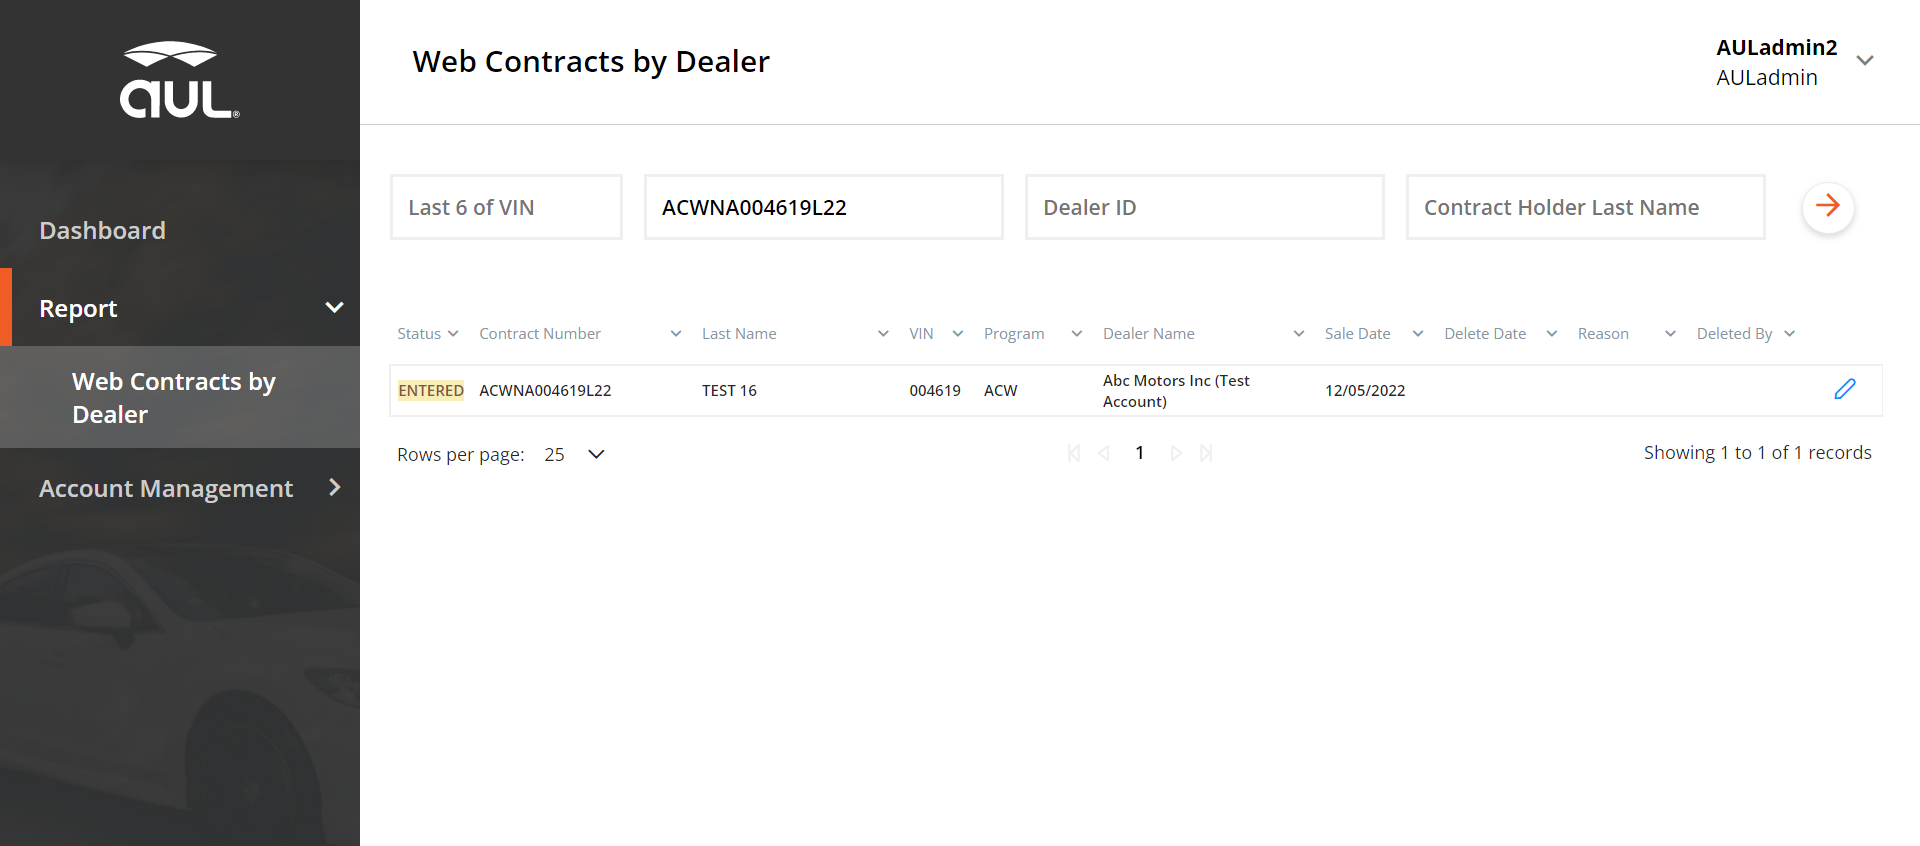 aUL®
Dashboard
Report
Web Contracts by
Dealer
Account Management
Web Contracts by Dealer
AULadmin2
AULadmin
Last 6 of VIN
ACWNA004619L22
Dealer ID
Contract Holder Last Name
Status Contract Number Last Name VIN Program Dealer Name Sale Date Delete Date Reason Deleted By
ENTERED ACWNA004619L22 TEST 16 004619 ACW Abc Motors Inc (Test 12/05/2022
Account)
Rows per page: 25
1
Showing 1 to 1 of 1 records